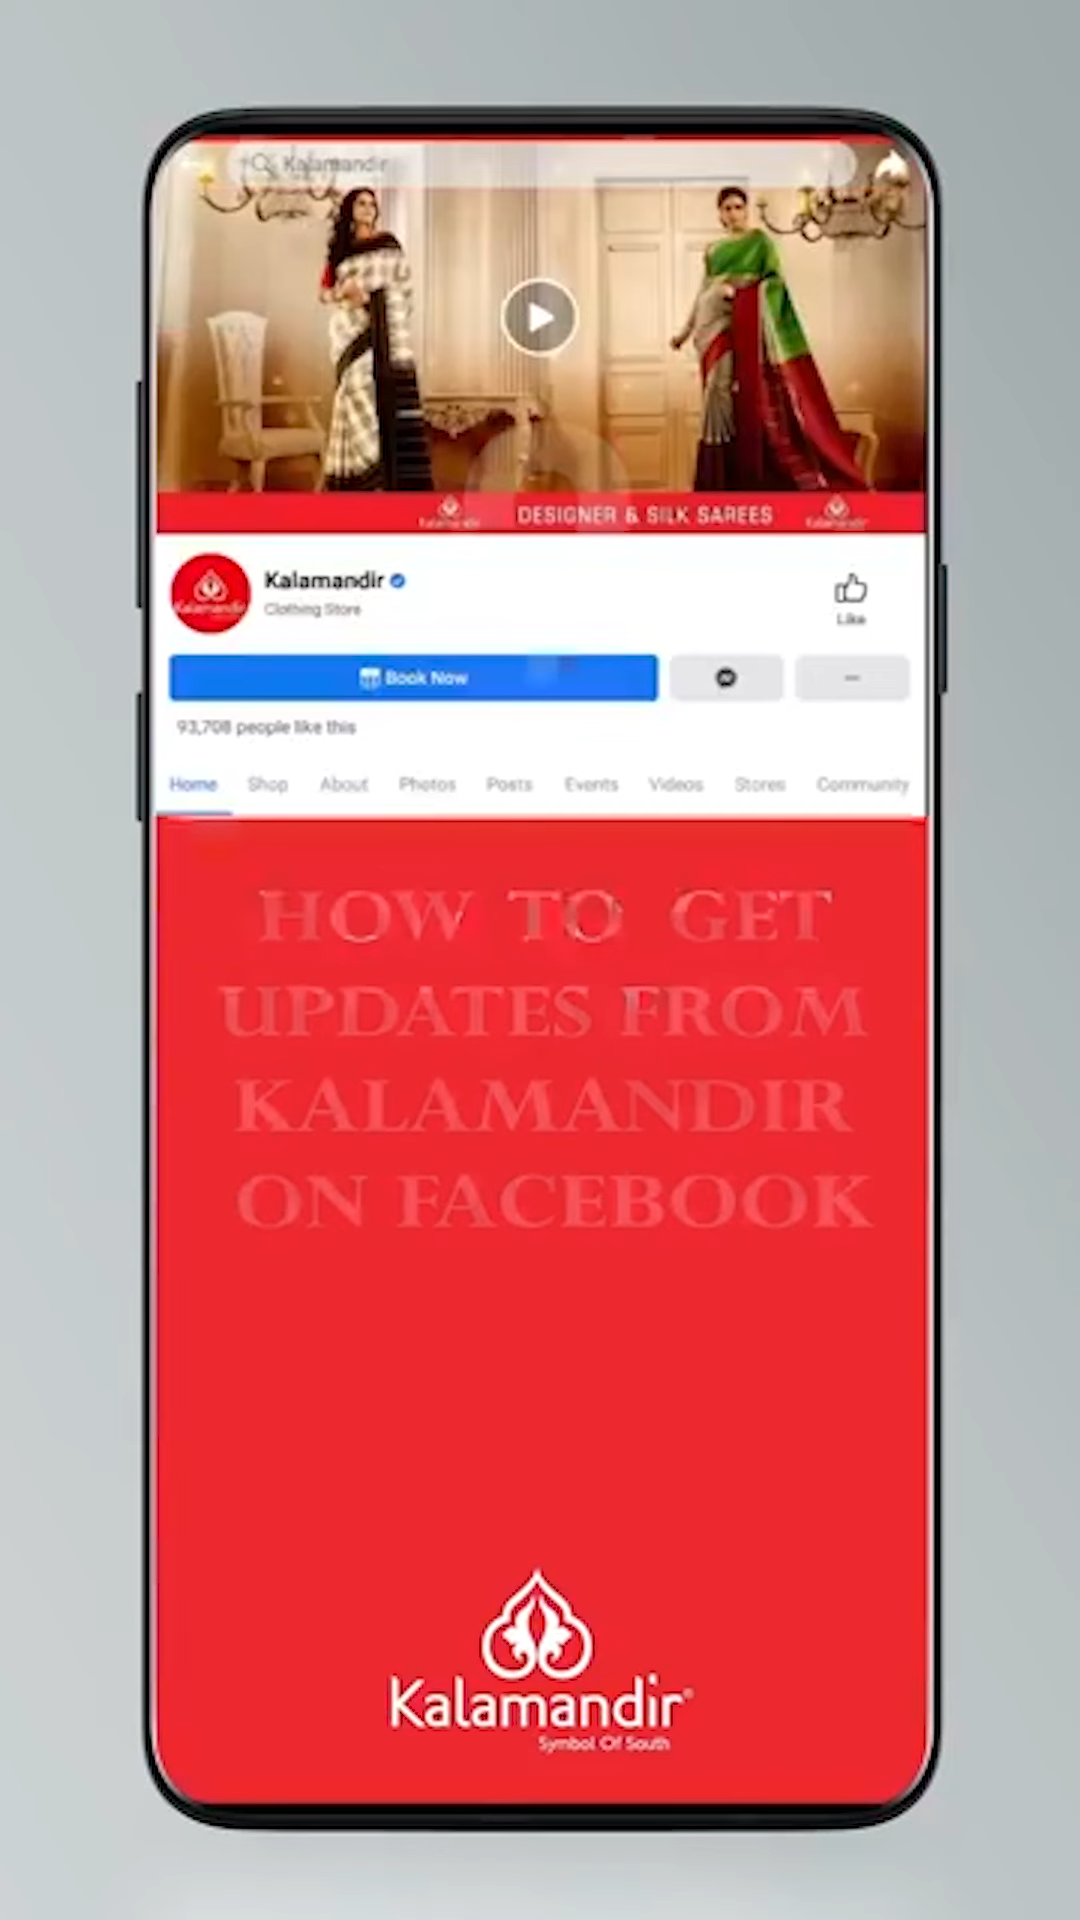 Kalamandir
DESIGNER & SILK SAREES
Kalamandir
Kalamandir
Clothing Store
Like
Book Now
93,708 people like this
Home Shop About Photos Posts Events Videos Stores Community
HOW TO GET
UPDATES FROM
KALAMANDIR
ON FACEBOOK
Kalamandir
Symbol Of South